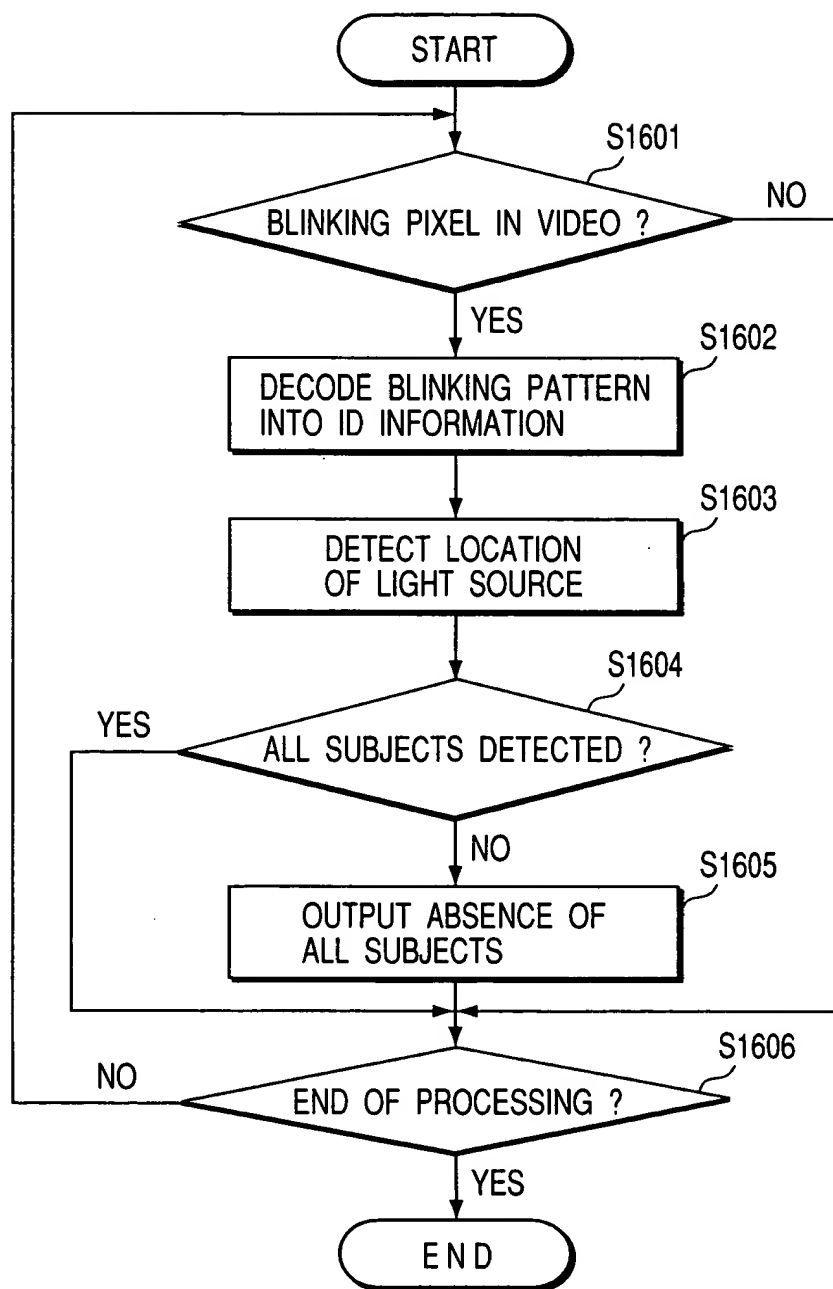 START
S1601
BLINKING PIXEL IN VIDEO ?
NO
YES
S1602
DECODE BLINKING PATTERN
INTO ID INFORMATION
S1603
DETECT LOCATION
OF LIGHT SOURCE
S1604
YES
ALL SUBJECTS DETECTED ?
NO
S1605
OUTPUT ABSENCE OF
ALL SUBJECTS
S1606
NO
END OF PROCESSING ?
YES
END